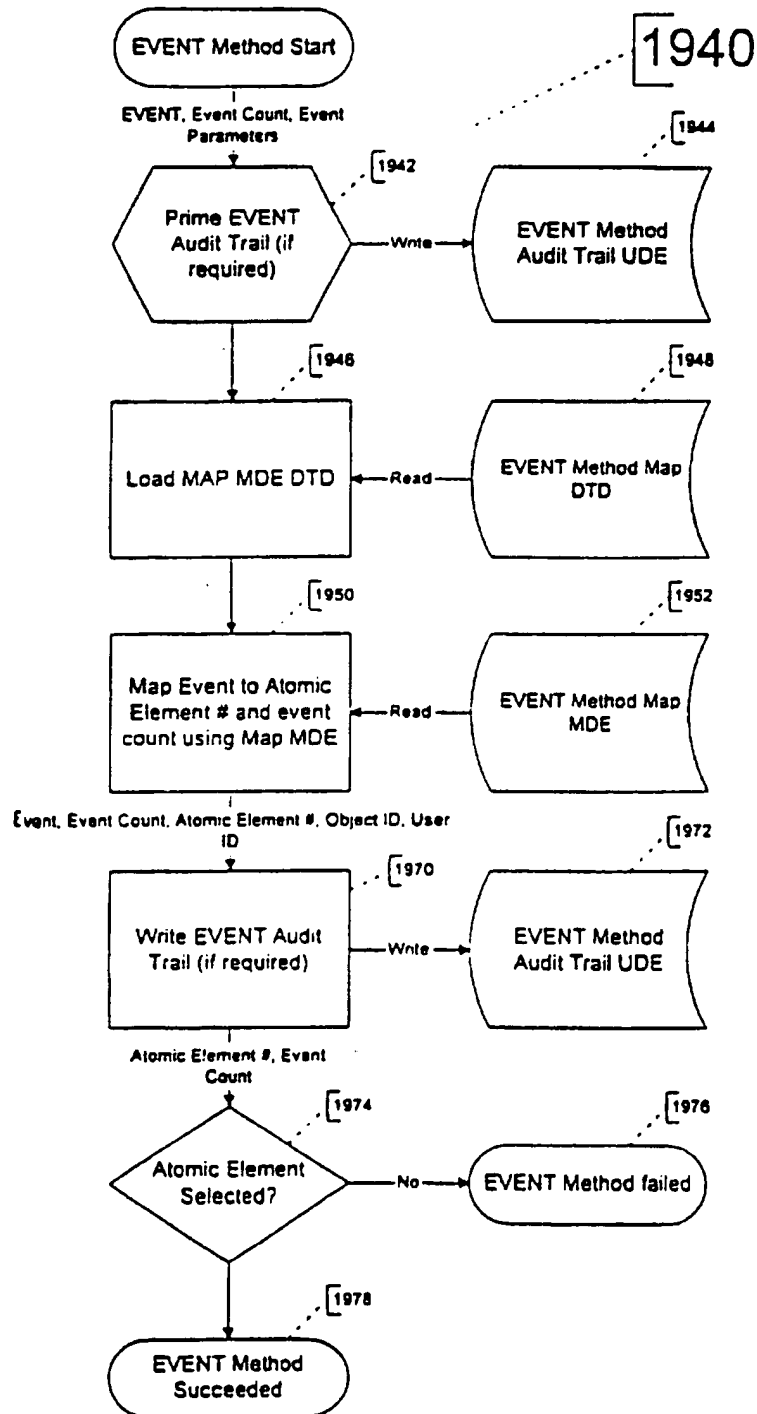 EVENT Method Start
1940
EVENT, Event Count, Event
Parameters
1942
1944
Prime EVENT
Audit Trail (if
required)
Write
EVENT Method
Audit Trail UDE
1946
1948
Load MAP MDE DTD
Read
EVENT Method Map
DTD
1950
1952
Map Event to Atomic
Element # and event
count using Map MDE
Read
EVENT Method Map
MDE
Event, Event Count, Atomic Element #, Object ID, User
ID
1970
1972
Write EVENT Audit
Trail (if required)
Write
EVENT Method
Audit Trail UDE
Atomic Element #, Event
Count
1974
1976
Atomic Element
Selected?
No
EVENT Method failed
1978
EVENT Method
Succeeded